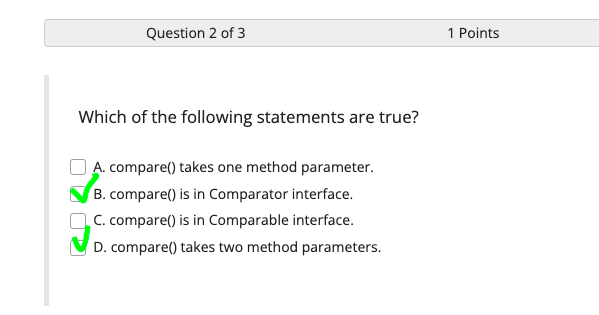 Question 2 of 3 1 Points
Which of the following statements are true?
A. compare() takes one method parameter.
B. compare() is in Comparator interface.
C. compare() is in Comparable interface.
D. compare() takes two method parameters.